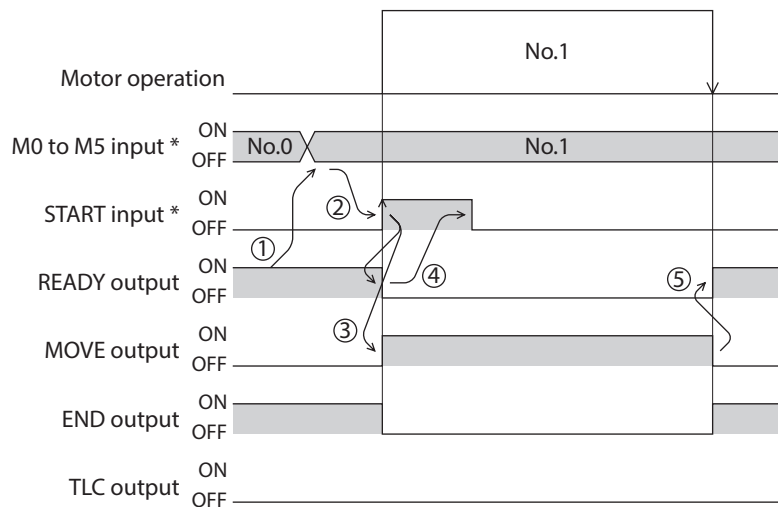 No.1
Motor operation
ON
M0 to M5 input *
No.0
No.1
OFF
ON
START input *
②
OFF
①
ON
READY output
④
⑤
OFF
ON
③
MOVE output
OFF
ON
END output
OFF
ON
TLC output
OFF